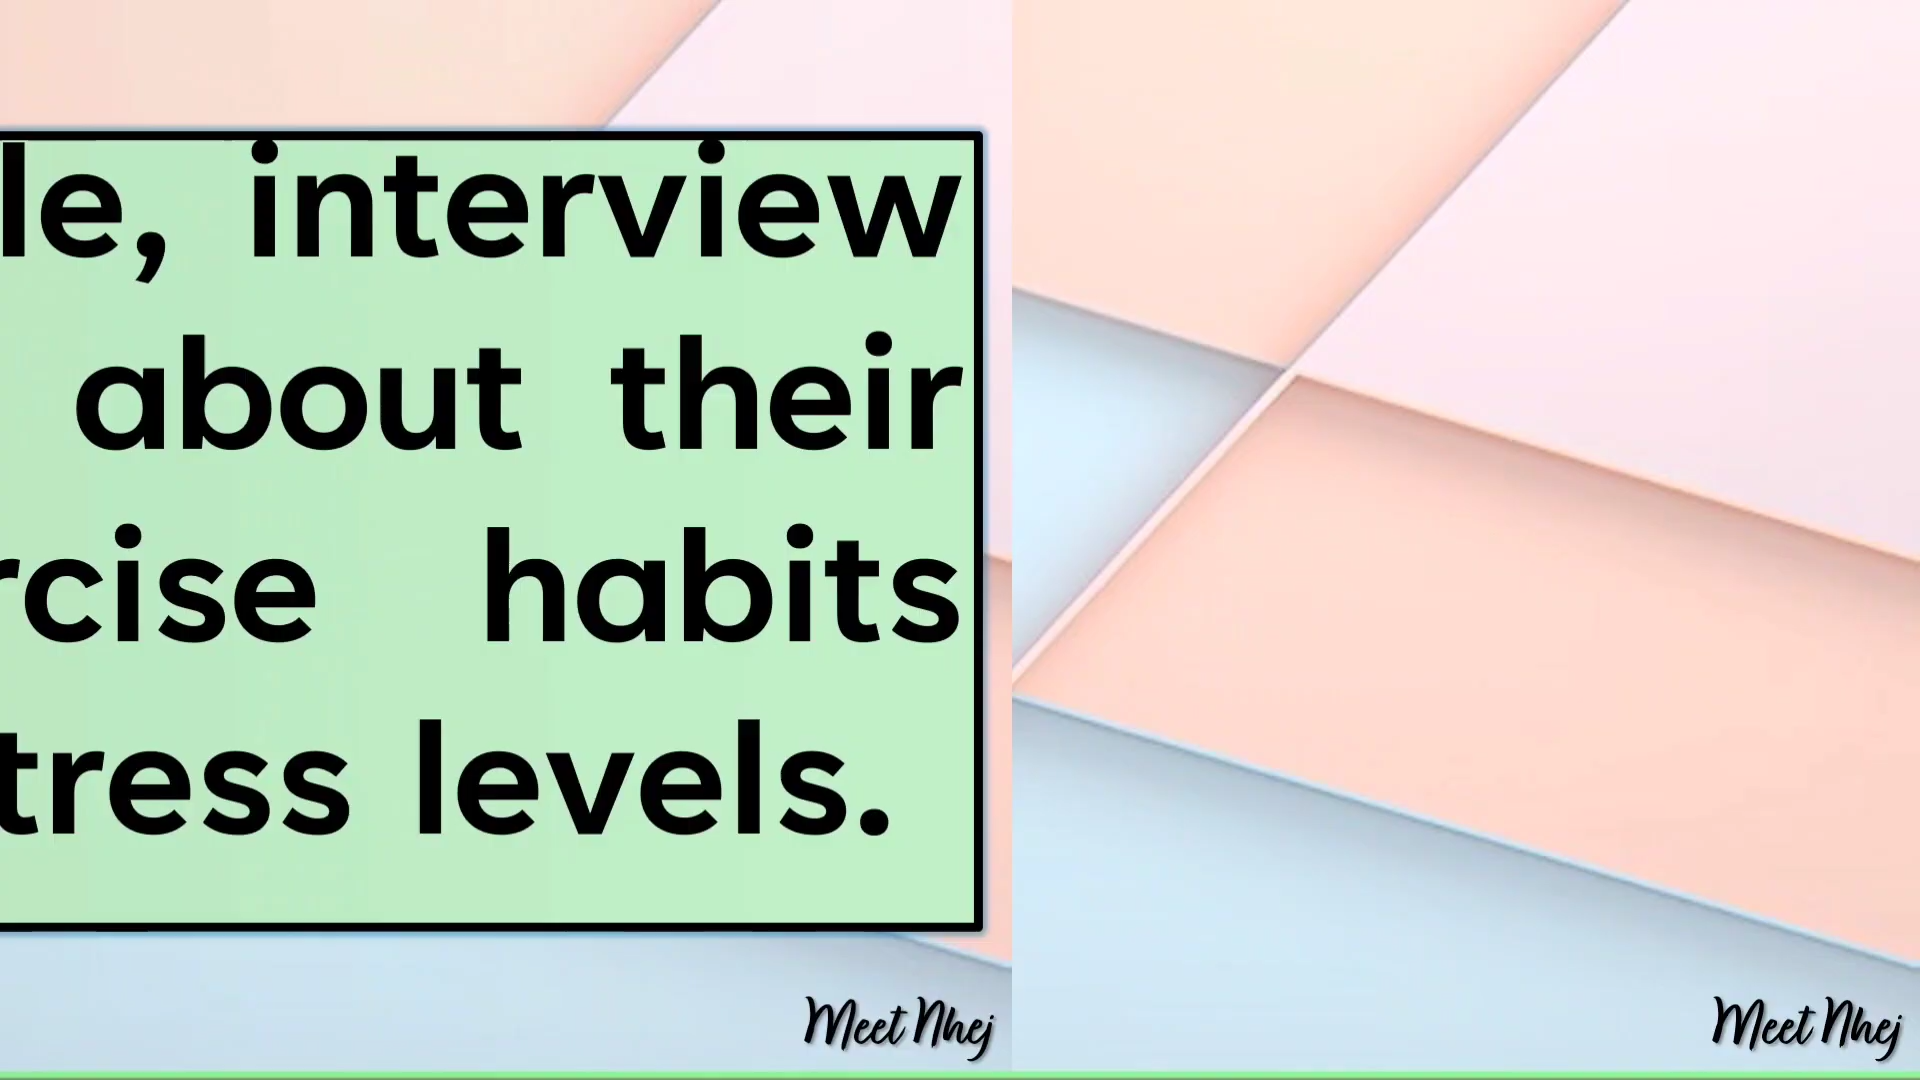 le, interview
about their
rcise habits
tress levels.
Meet Nhej
Meet Nhej